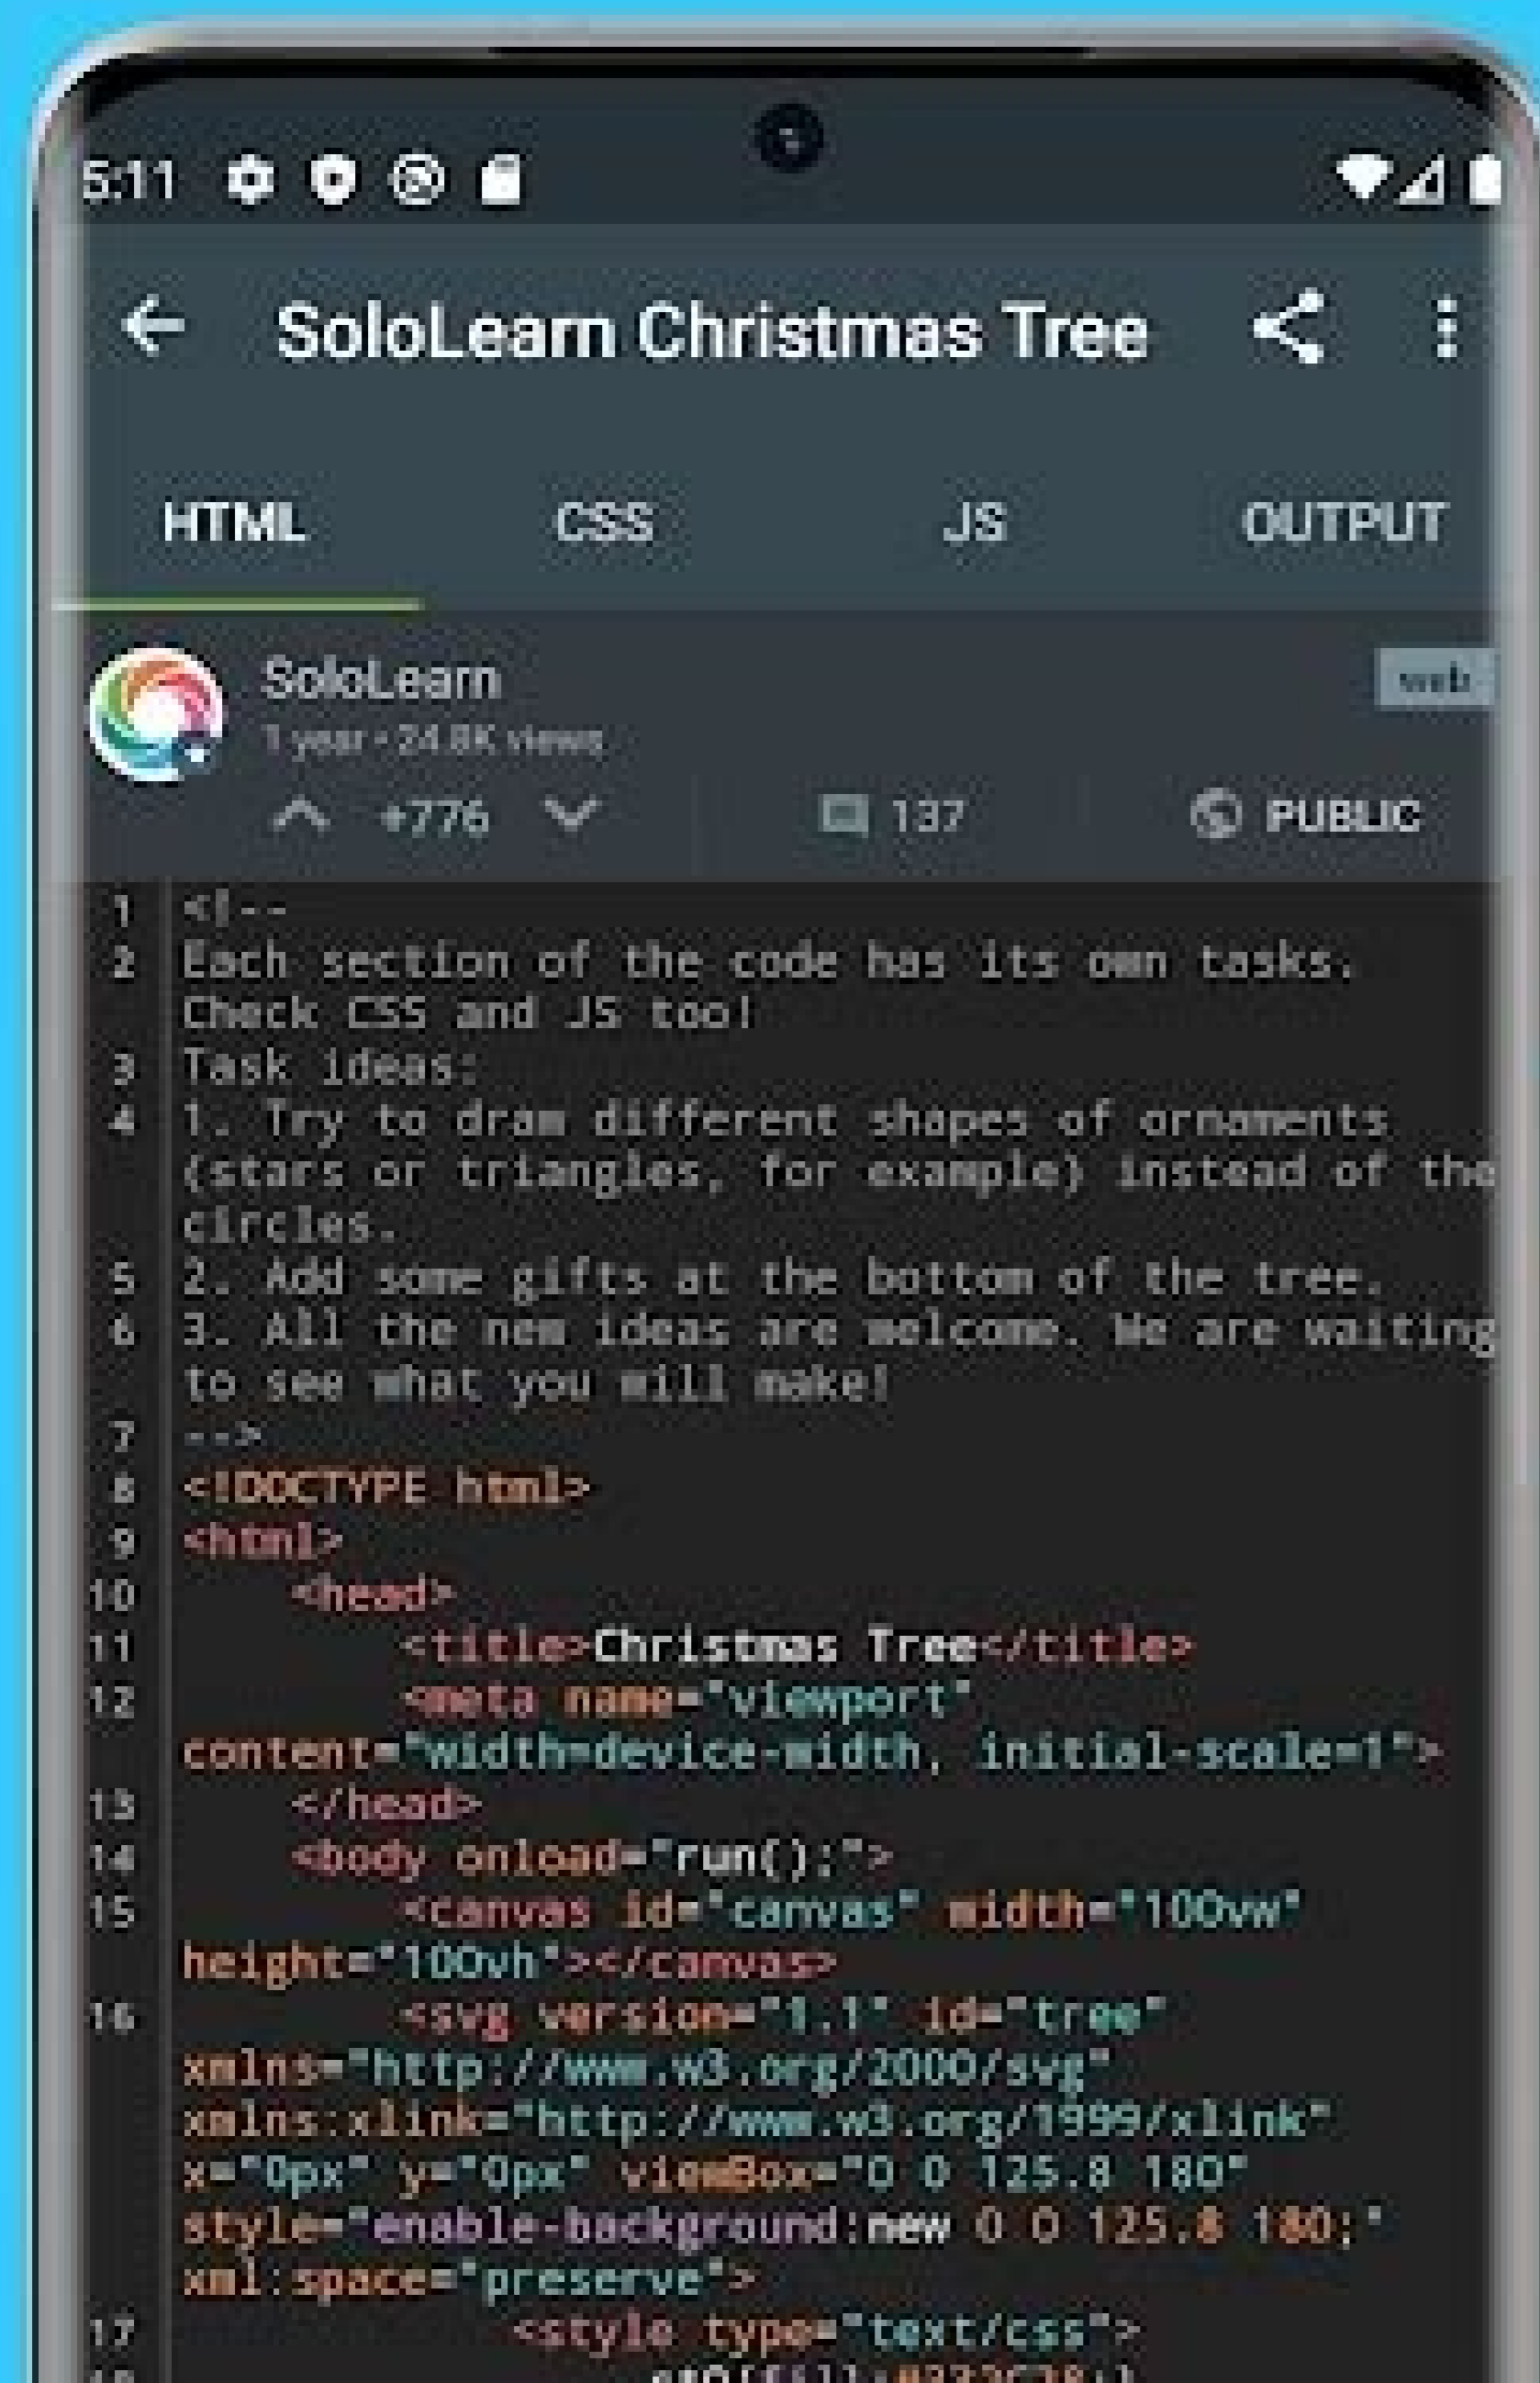 5:11
SoloLearn Christmas Tree
HTML CSS JS OUTPUT
SoloLearn
web
1 year • 24.8K views
+776 137 PUBLIC
1 <!--
2 Each section of the code has its own tasks.
Check CSS and JS too!
3 Task ideas:
4 1. Try to draw different shapes of ornaments
(stars or triangles, for example) instead of the
circles.
5 2. Add some gifts at the bottom of the tree.
6 3. All the new ideas are welcome. We are waiting
to see what you will make!
7 -->
8 <!DOCTYPE html>
9 <html>
10 <head>
11 <title>Christmas Tree</title>
12 <meta name="viewport"
content="width=device-width, initial-scale=1">
13 </head>
14 <body onload="run();">
15 <canvas id="canvas" width="100vw"
height="100vh"></canvas>
16 <svg version="1.1" id="tree"
xmlns="http://www.w3.org/2000/svg"
xmlns:xlink="http://www.w3.org/1999/xlink"
x="0px" y="0px" viewBox="0 0 125.8 180"
style="enable-background:new 0 0 125.8 180;"
xml:space="preserve">
17 <style type="text/css">